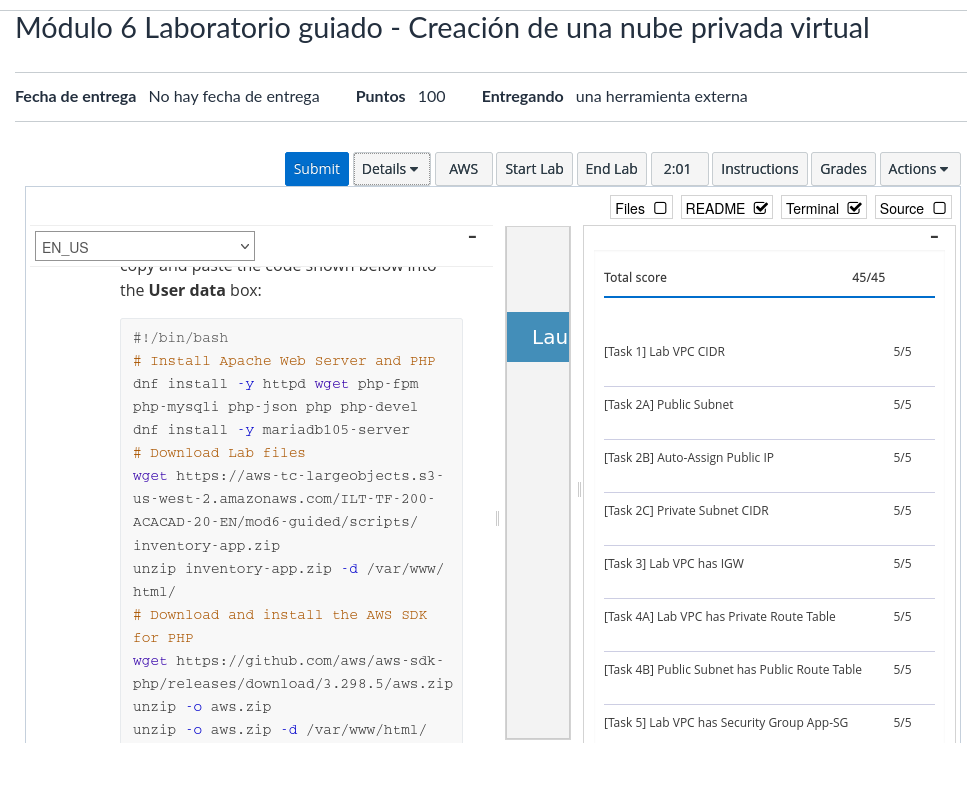 Módulo 6 Laboratorio guiado - Creación de una nube privada virtual
Fecha de entrega No hay fecha de entrega Puntos 100 Entregando una herramienta externa
Submit Details AWS Start Lab End Lab 2:01 Instructions Grades Actions
Files README Terminal Source
EN_US
copy and paste the code shown below into
the User data box:
#!/bin/bash
# Install Apache Web Server and PHP
dnf install -y httpd wget php-fpm
php-mysqli php-json php php-devel
dnf install -y mariadb105-server
# Download Lab files
wget https://aws-tc-largeobjects.s3-
us-west-2.amazonaws.com/ILT-TF-200-
ACACAD-20-EN/mod6-guided/scripts/
inventory-app.zip
unzip inventory-app.zip -d /var/www/
html/
# Download and install the AWS SDK
for PHP
wget https://github.com/aws/aws-sdk-
php/releases/download/3.298.5/aws.zip
unzip -o aws.zip
unzip -o aws.zip -d /var/www/html/
Lau
Total score 45/45
[Task 1] Lab VPC CIDR 5/5
[Task 2A] Public Subnet 5/5
[Task 2B] Auto-Assign Public IP 5/5
[Task 2C] Private Subnet CIDR 5/5
[Task 3] Lab VPC has IGW 5/5
[Task 4A] Lab VPC has Private Route Table 5/5
[Task 4B] Public Subnet has Public Route Table 5/5
[Task 5] Lab VPC has Security Group App-SG 5/5